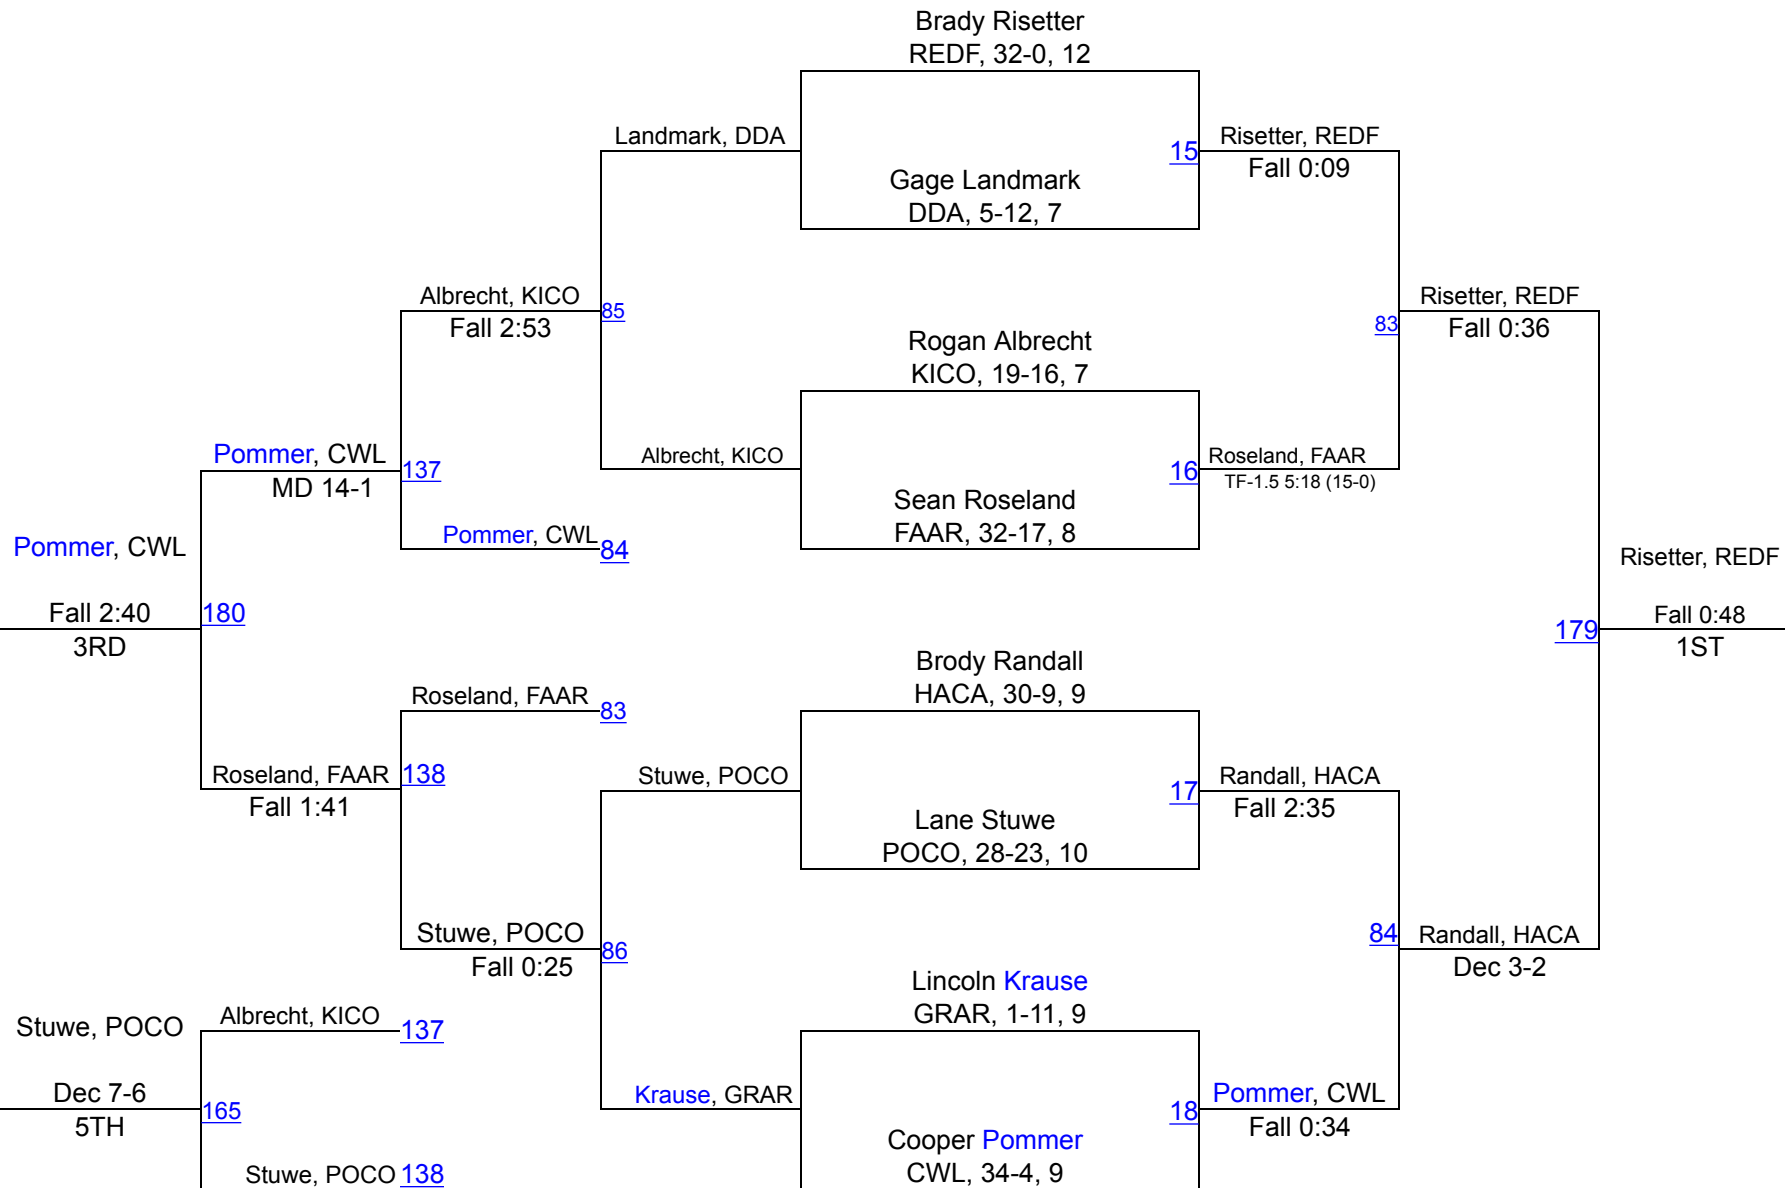 Brady Risetter
REDF, 32-0, 12
Landmark, DDA
15
Risetter, REDF
Fall 0:09
Gage Landmark
DDA, 5-12, 7
Albrecht, KICO
Fall 2:53
85
Risetter, REDF
Fall 0:36
83
Rogan Albrecht
KICO, 19-16, 7
Pommer, CWL
MD 14-1
137
Albrecht, KICO
16
Roseland, FAAR
TF-1.5 5:18 (15-0)
Sean Roseland
FAAR, 32-17, 8
Pommer, CWL
84
Pommer, CWL
Fall 2:40
3RD
180
Risetter, REDF
Fall 0:48
1ST
179
Brody Randall
HACA, 30-9, 9
Roseland, FAAR
83
Roseland, FAAR
Fall 1:41
138
Stuwe, POCO
17
Randall, HACA
Fall 2:35
Lane Stuwe
POCO, 28-23, 10
Stuwe, POCO
Fall 0:25
86
84
Randall, HACA
Dec 3-2
Lincoln Krause
GRAR, 1-11, 9
Stuwe, POCO
Dec 7-6
5TH
Albrecht, KICO
137
165
Krause, GRAR
18
Pommer, CWL
Fall 0:34
Cooper Pommer
CWL, 34-4, 9
Stuwe, POCO
138